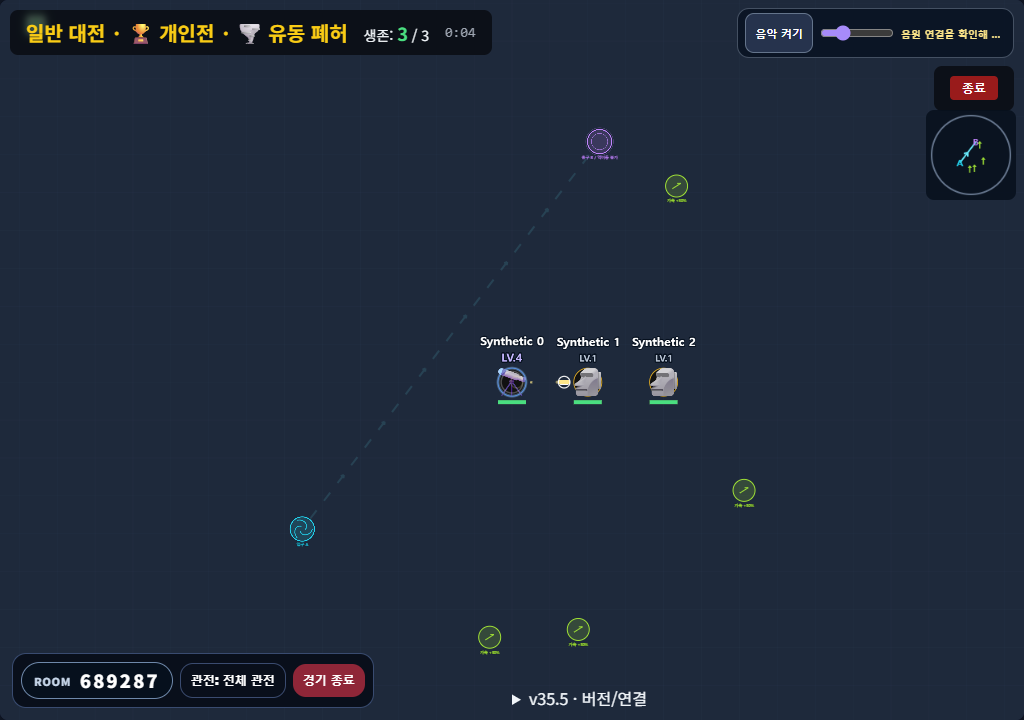 일반 대전 · 🏆 개인전 · 🌪️ 유동 폐허 생존: 3 / 3 0:04
음악 켜기 음원 연결을 확인해 ...
종료
Synthetic 0 Synthetic 1 Synthetic 2
LV.4 LV.1 LV.1
ROOM 689287 관전: 전체 관전 경기 종료
▶ v35.5 · 버전/연결